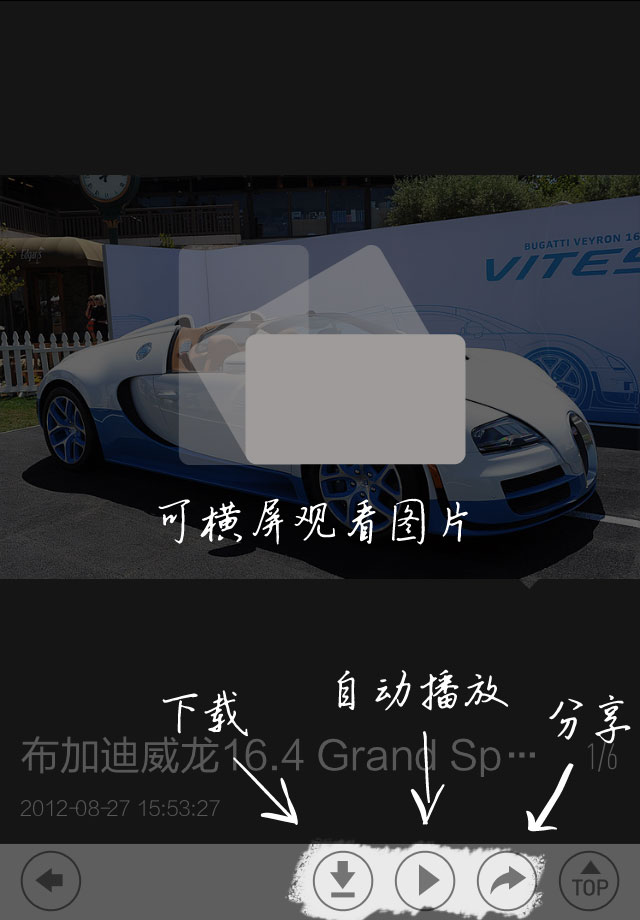 BUGATTI VEYRON 16
VITES
可横屏观看图片
下载
自动播放
分享
布加迪威龙16.4 Grand Sp…
1/6
2012-08-27 15:53:27
TOP